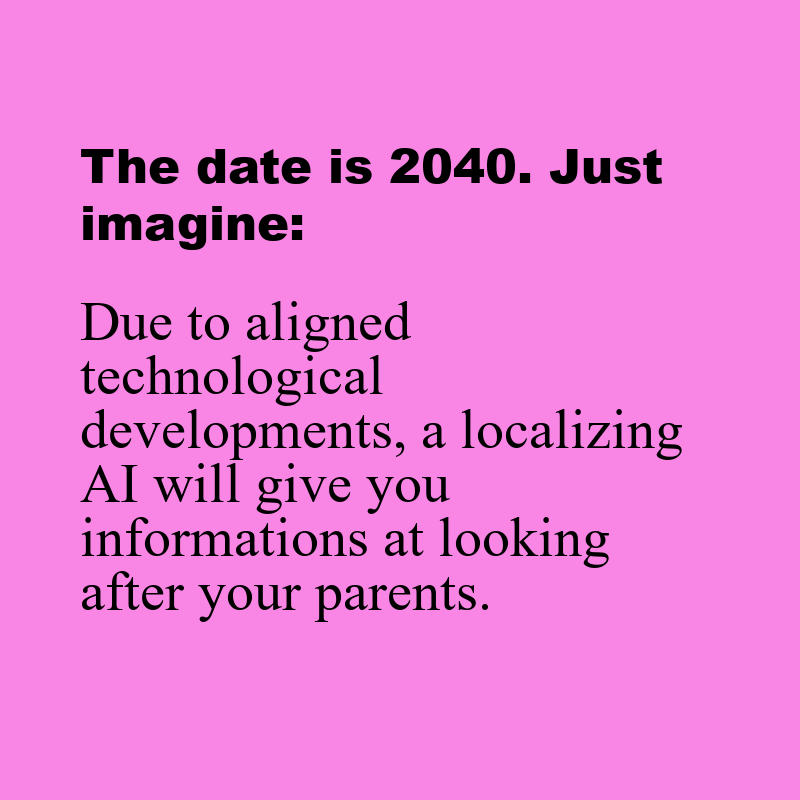 The date is 2040. Just
imagine:
Due to aligned
technological
developments, a localizing
AI will give you
informations at looking
after your parents.